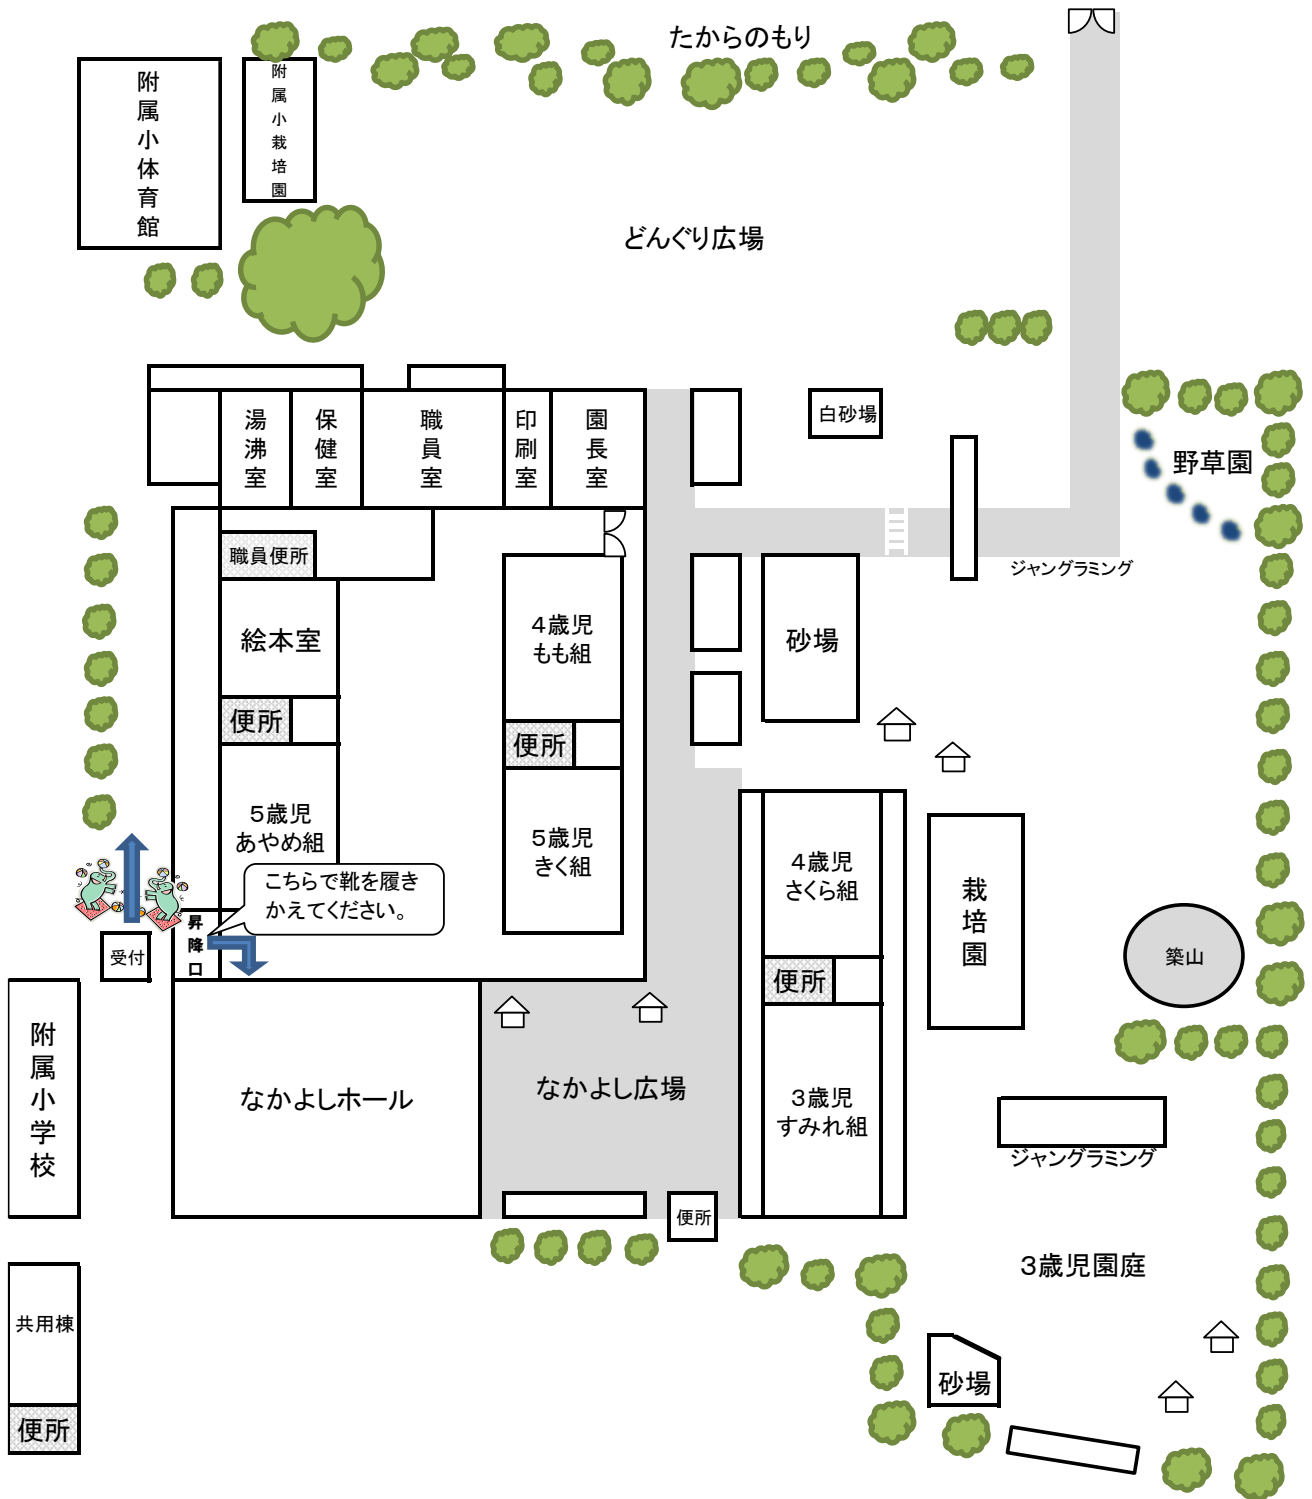 たからのもり
附属小体育館
附属小栽培園
どんぐり広場
湯沸室
保健室
職員室
印刷室
園長室
白砂場
野草園
職員便所
ジャングラミング
絵本室
4歳児
もも組
砂場
便所
便所
5歳児
あやめ組
5歳児
きく組
4歳児
さくら組
こちらで靴を履き
かえてください。
栽培園
昇降口
受付
築山
便所
附属小学校
なかよしホール
なかよし広場
3歳児
すみれ組
ジャングラミング
便所
3歳児園庭
共用棟
砂場
便所